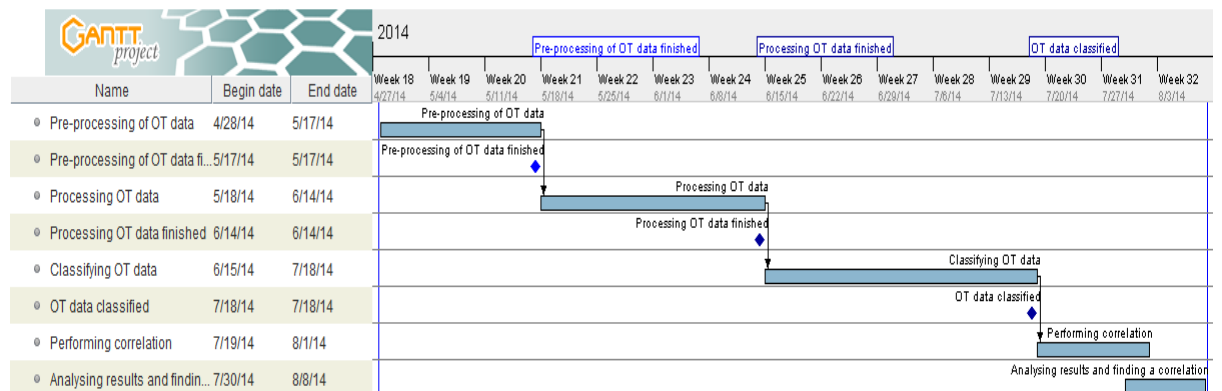 GANTT
project
2014
Pre-processing of OT data finished
Processing OT data finished
OT data classified
Week 18 Week 19 Week 20 Week 21 Week 22 Week 23 Week 24 Week 25 Week 26 Week 27 Week 28 Week 29 Week 30 Week 31 Week 32
4/27/14 5/4/14 5/11/14 5/18/14 5/25/14 6/1/14 6/8/14 6/15/14 6/22/14 6/29/14 7/6/14 7/13/14 7/20/14 7/27/14 8/3/14
Name Begin date End date
Pre-processing of OT data 4/28/14 5/17/14
Pre-processing of OT data
Pre-processing of OT data fi... 5/17/14 5/17/14
Pre-processing of OT data finished
Processing OT data 5/18/14 6/14/14
Processing OT data
Processing OT data finished 6/14/14 6/14/14
Processing OT data finished
Classifying OT data 6/15/14 7/18/14
Classifying OT data
OT data classified 7/18/14 7/18/14
OT data classified
Performing correlation 7/19/14 8/1/14
Performing correlation
Analysing results and findin... 7/30/14 8/8/14
Analysing results and finding a correlation